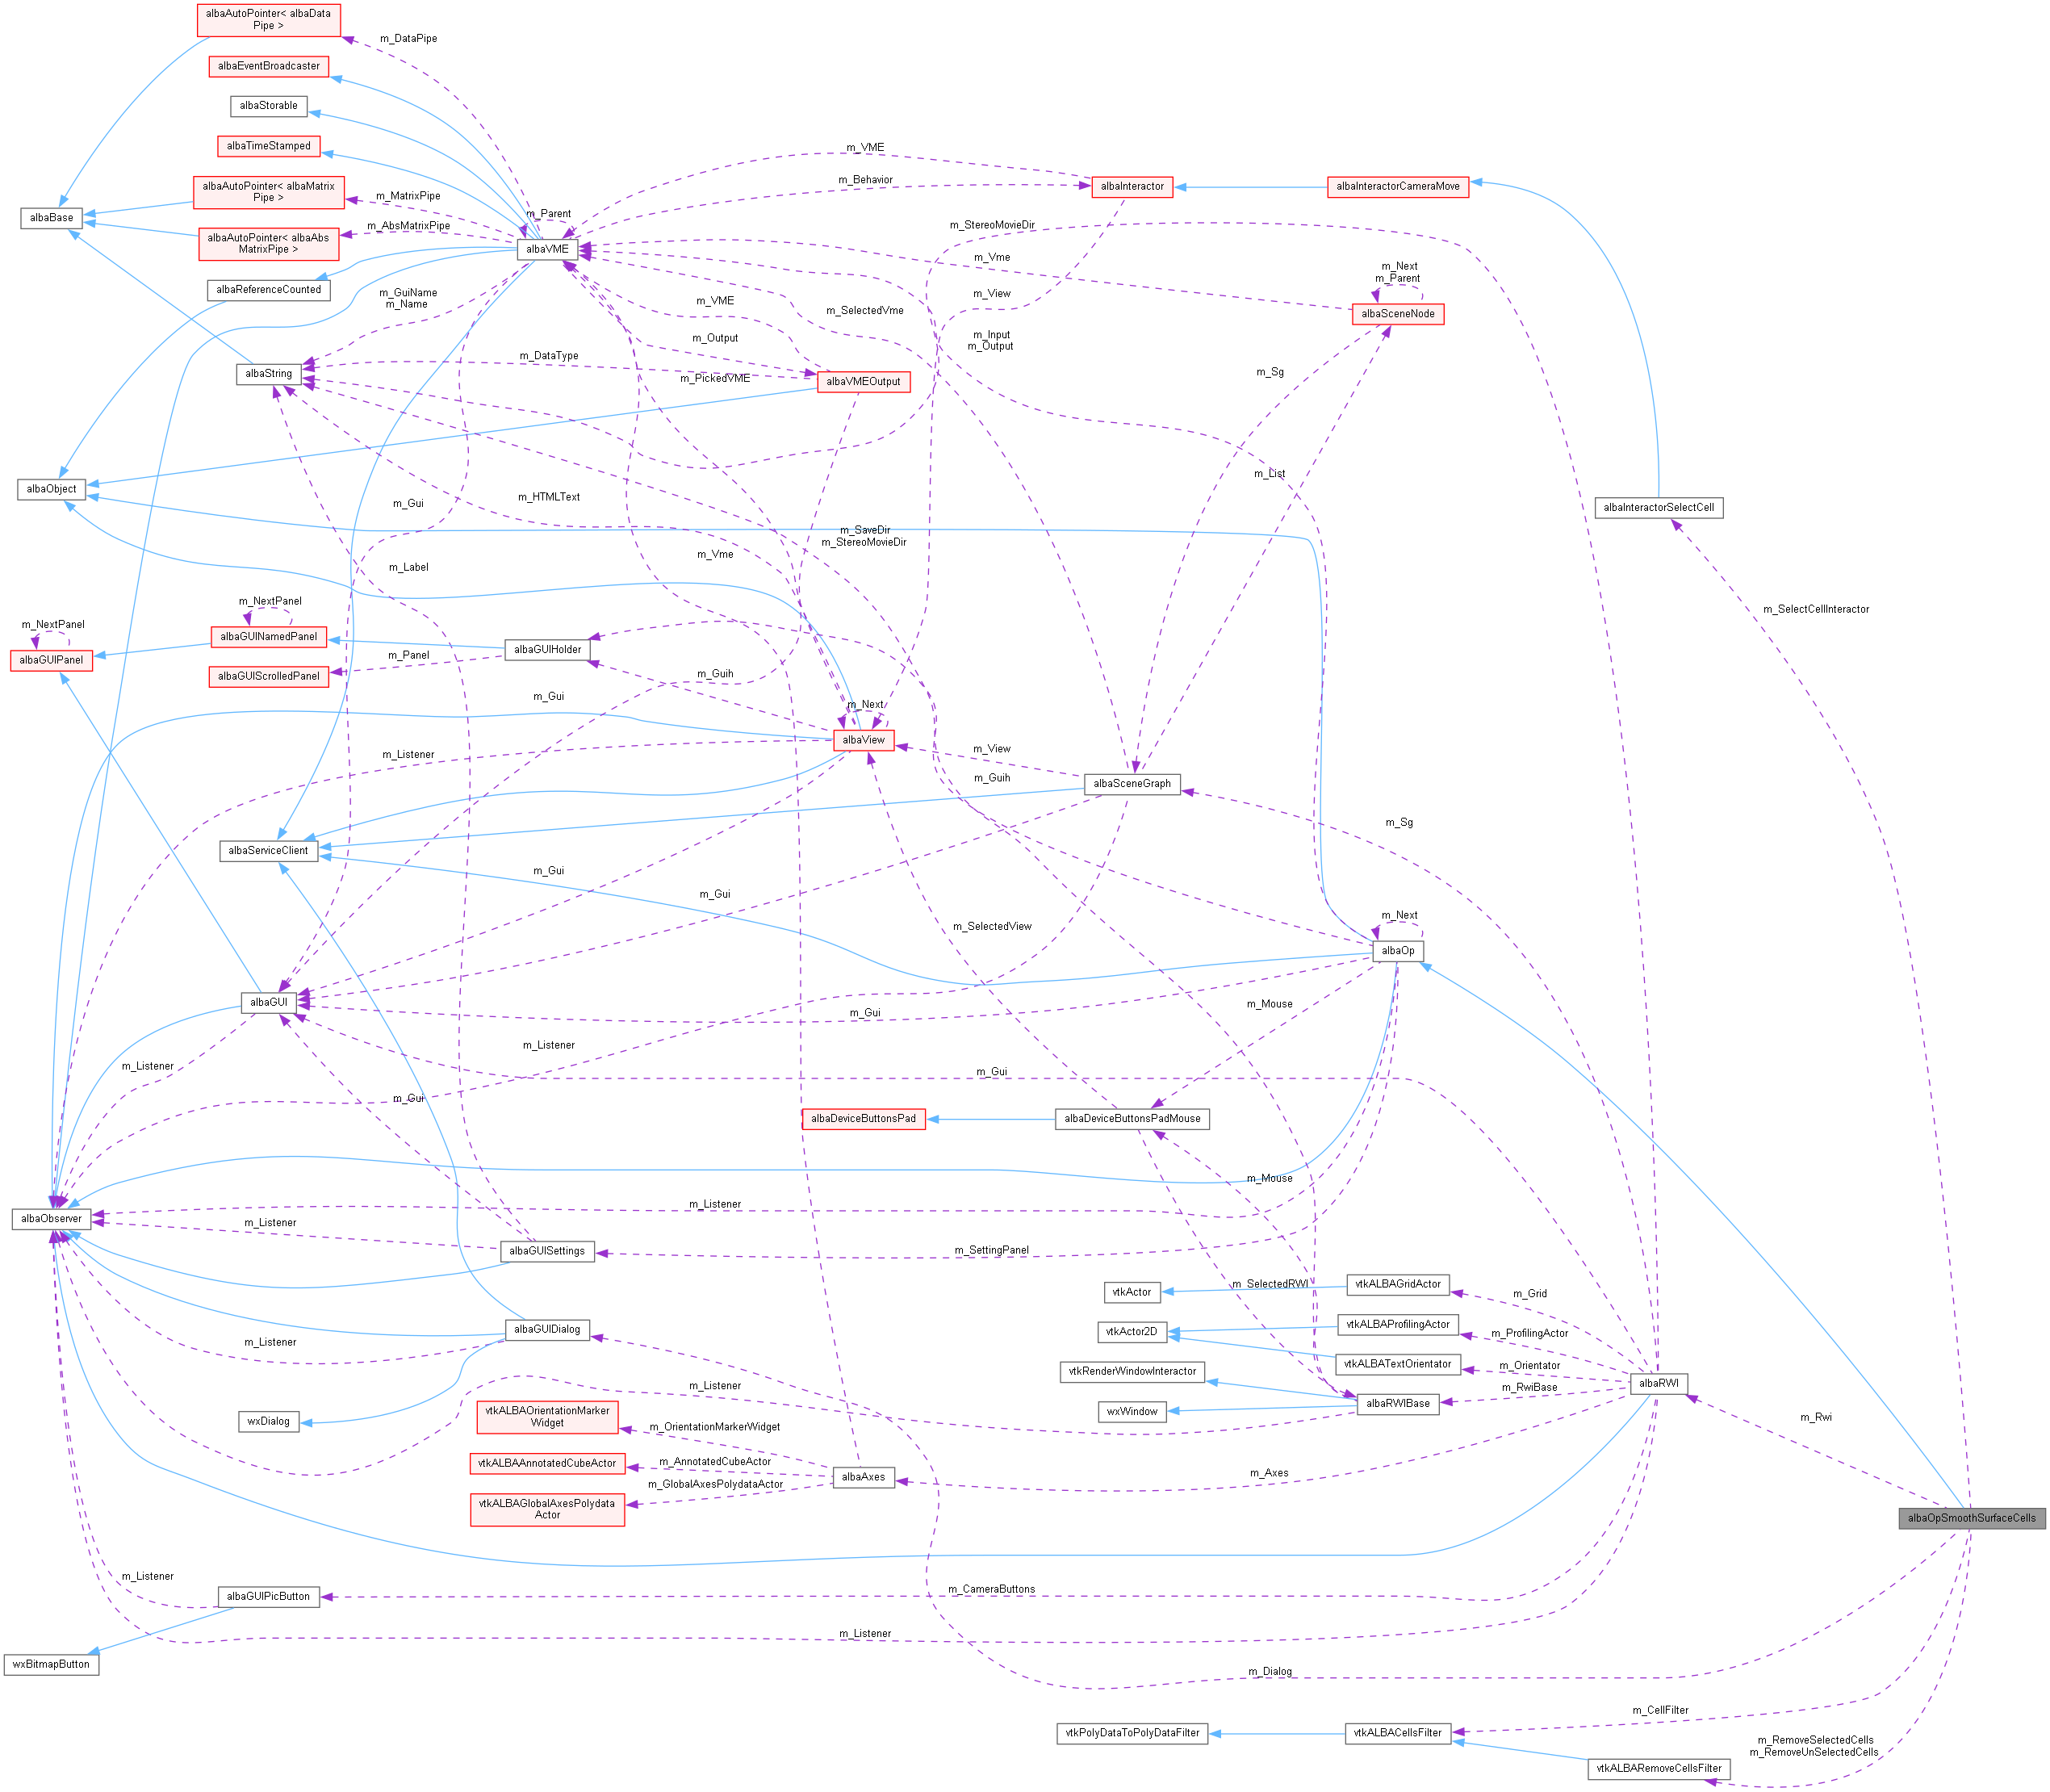 albaAutoPointer< albaData
Pipe >
m_DataPipe
albaEventBroadcaster
albaStorable
albaTimeStamped
m_VME
albaAutoPointer< albaMatrix
Pipe >
m_MatrixPipe
m_Behavior
albaInteractor
albaInteractorCameraMove
albaBase
m_Parent
m_AbsMatrixPipe
m_StereoMovieDir
albaAutoPointer< albaAbs
MatrixPipe >
albaVME
m_Vme
m_Next
m_Parent
albaReferenceCounted
m_GuiName
m_Name
m_VME
m_View
m_SelectedVme
albaSceneNode
m_Output
m_Input
m_Output
m_DataType
albaString
m_PickedVME
albaVMEOutput
m_Sg
albaObject
m_Gui
m_HTMLText
m_List
albaInteractorSelectCell
m_SaveDir
m_StereoMovieDir
m_Label
m_Vme
m_NextPanel
m_SelectCellInteractor
m_NextPanel
albaGUINamedPanel
albaGUIPanel
albaGUIHolder
m_Panel
albaGUIScrolledPanel
m_Guih
m_Gui
m_Next
albaView
m_Listener
m_View
m_Guih
albaSceneGraph
m_Sg
albaServiceClient
m_Gui
m_Gui
m_SelectedView
m_Next
albaOp
albaGUI
m_Mouse
m_Gui
m_Listener
m_Listener
m_Gui
m_Gui
albaDeviceButtonsPad
albaDeviceButtonsPadMouse
m_Mouse
m_Listener
albaObserver
m_Listener
albaGUISettings
m_SettingPanel
m_SelectedRWI
vtkActor
vtkALBAGridActor
m_Grid
albaGUIDialog
m_Listener
vtkActor2D
vtkALBAProfilingActor
m_ProfilingActor
vtkRenderWindowInteractor
vtkALBATextOrientator
m_Orientator
albaRWI
m_Listener
m_RwiBase
wxDialog
vtkALBAOrientationMarker
Widget
wxWindow
albaRWIBase
m_Rwi
m_OrientationMarkerWidget
vtkALBAAnnotatedCubeActor
m_AnnotatedCubeActor
albaAxes
m_Axes
m_GlobalAxesPolydataActor
vtkALBAGlobalAxesPolydata
Actor
albaOpSmoothSurfaceCells
m_Listener
albaGUIPicButton
m_CameraButtons
m_Listener
wxBitmapButton
m_Dialog
m_CellFilter
vtkPolyDataToPolyDataFilter
vtkALBACellsFilter
m_RemoveSelectedCells
m_RemoveUnSelectedCells
vtkALBARemoveCellsFilter